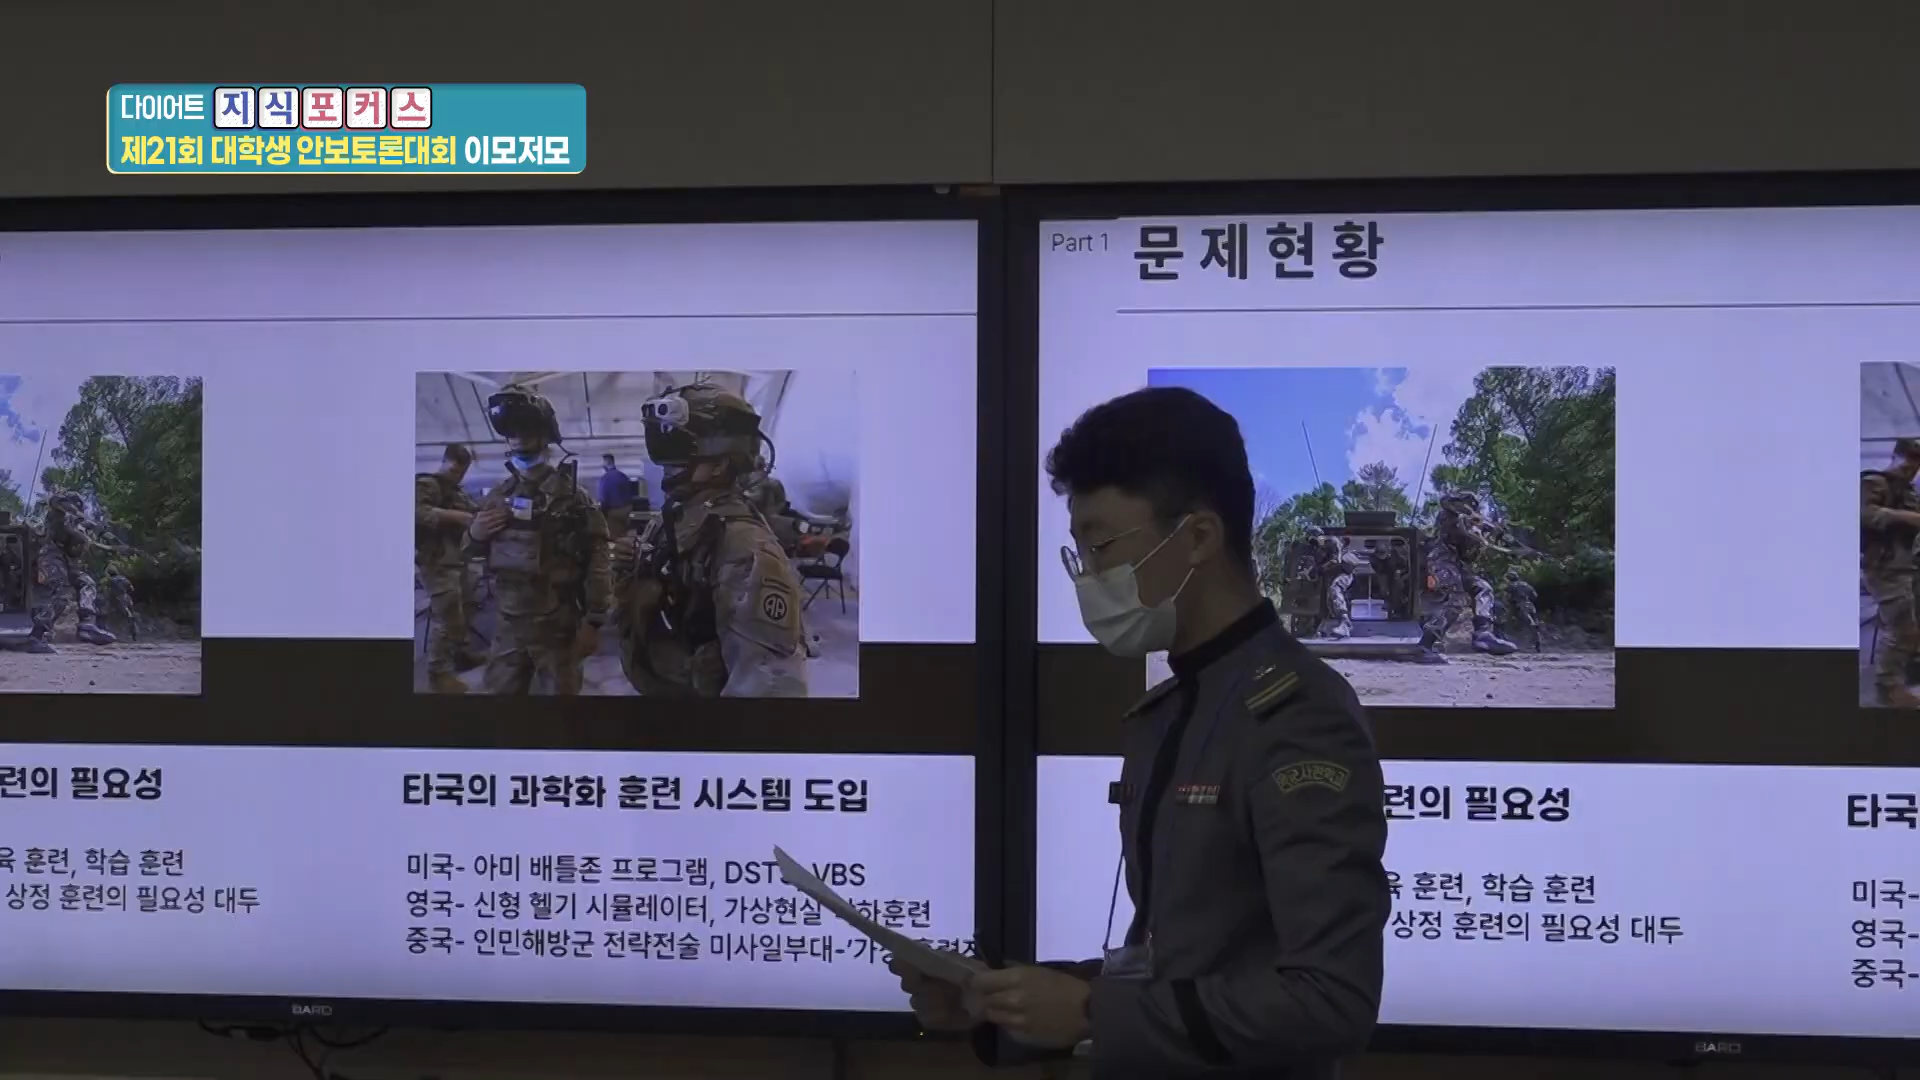 다이어트 지식포커스
제21회 대학생 안보토론대회 이모저모
Part 1 문제현황
련의 필요성
육 훈련, 학습 훈련
상정 훈련의 필요성 대두
타국의 과학화 훈련 시스템 도입
미국- 아미 배틀존 프로그램, VBS
영국- 신형 헬기 시뮬레이터, 가상현실
중국- 인민해방군 전략전술 미사일부대-'가
BARO
련의 필요성
육 훈련, 학습 훈련
상정 훈련의 필요성 대두
타국
미국-
영국-
중국-
BARO
AA